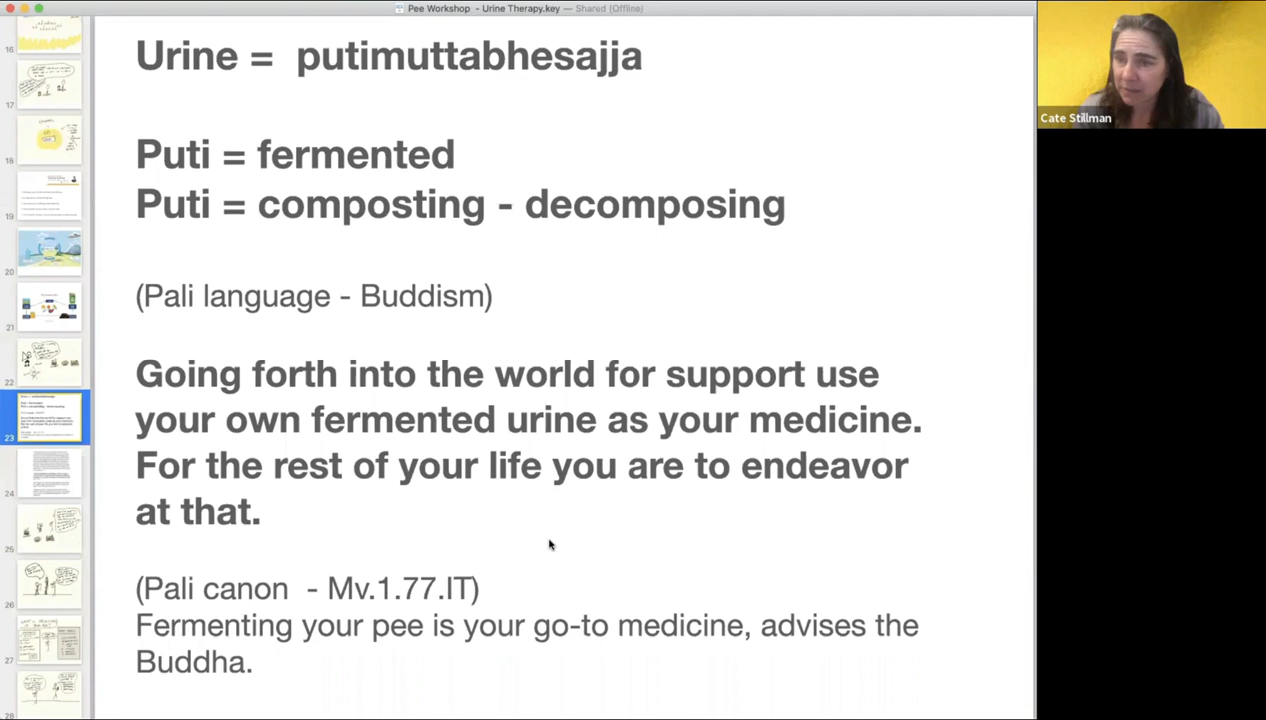 Pee Workshop - Urine Therapy.key — Shared (Offline)
Urine = putimuttabhesajja
Puti = fermented
Puti = composting - decomposing
(Pali language - Buddism)
Going forth into the world for support use
your own fermented urine as your medicine.
For the rest of your life you are to endeavor
at that.
(Pali canon - Mv.1.77.IT)
Fermenting your pee is your go-to medicine, advises the
Buddha.
Cate Stillman
16
17
18
19
20
21
22
23
24
25
26
27
28